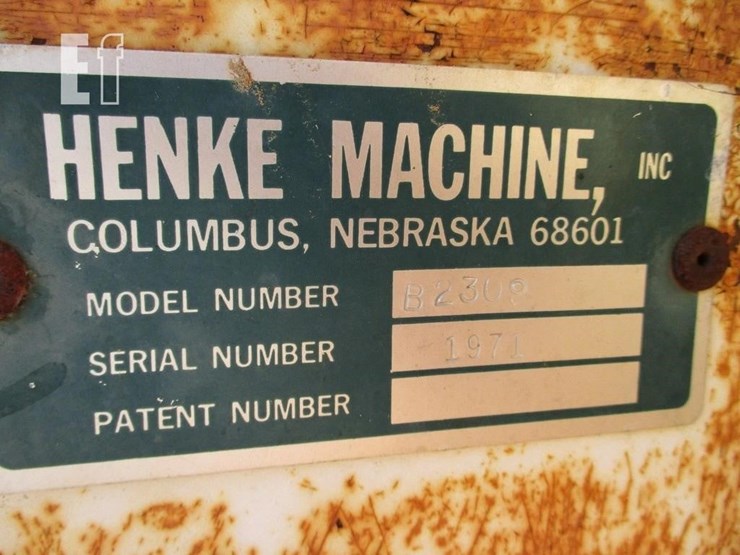 Ef
HENKE MACHINE, INC
COLUMBUS, NEBRASKA 68601
MODEL NUMBER
SERIAL NUMBER 1971
PATENT NUMBER